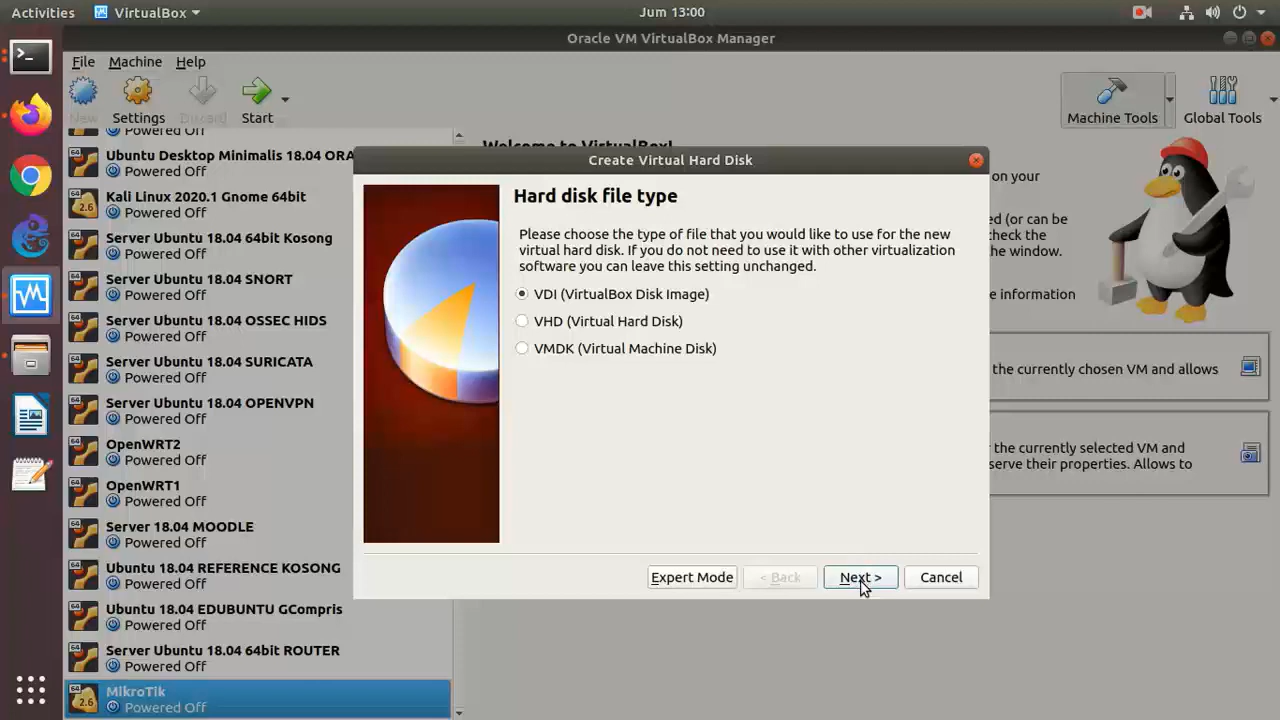 Activities VirtualBox Jum 13:00
Oracle VM VirtualBox Manager
File Machine Help
New Settings Discard Start Machine Tools Global Tools
Powered Off
Ubuntu Desktop Minimalis 18.04 ORA
Powered Off
Kali Linux 2020.1 Gnome 64bit
Powered Off
Server Ubuntu 18.04 64bit Kosong
Powered Off
Server Ubuntu 18.04 SNORT
Powered Off
Server Ubuntu 18.04 OSSEC HIDS
Powered Off
Server Ubuntu 18.04 SURICATA
Powered Off
Server Ubuntu 18.04 OPENVPN
Powered Off
OpenWRT2
Powered Off
OpenWRT1
Powered Off
Server 18.04 MOODLE
Powered Off
Ubuntu 18.04 REFERENCE KOSONG
Powered Off
Ubuntu 18.04 EDUBUNTU GCompris
Powered Off
Server Ubuntu 18.04 64bit ROUTER
Powered Off
MikroTik
Powered Off
Welcome to VirtualBox!
Create Virtual Hard Disk
Hard disk file type
Please choose the type of file that you would like to use for the new
virtual hard disk. If you do not need to use it with other virtualization
software you can leave this setting unchanged.
VDI (VirtualBox Disk Image)
VHD (Virtual Hard Disk)
VMDK (Virtual Machine Disk)
Expert Mode < Back Next > Cancel
on your
ed (or can be
check the
he window.
e information
the currently chosen VM and allows
r the currently selected VM and
serve their properties. Allows to